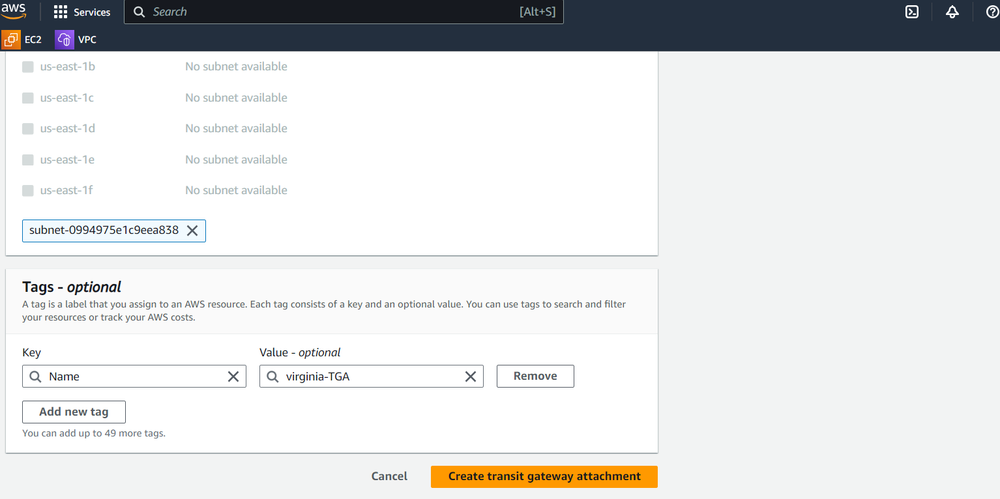 aws
Services
Search [Alt+S]
EC2 VPC
us-east-1b No subnet available
us-east-1c No subnet available
us-east-1d No subnet available
us-east-1e No subnet available
us-east-1f No subnet available
subnet-0994975e1c9eea838
Tags - optional
A tag is a label that you assign to an AWS resource. Each tag consists of a key and an optional value. You can use tags to search and filter
your resources or track your AWS costs.
Key Value - optional
Name virginia-TGA Remove
Add new tag
You can add up to 49 more tags.
Cancel Create transit gateway attachment